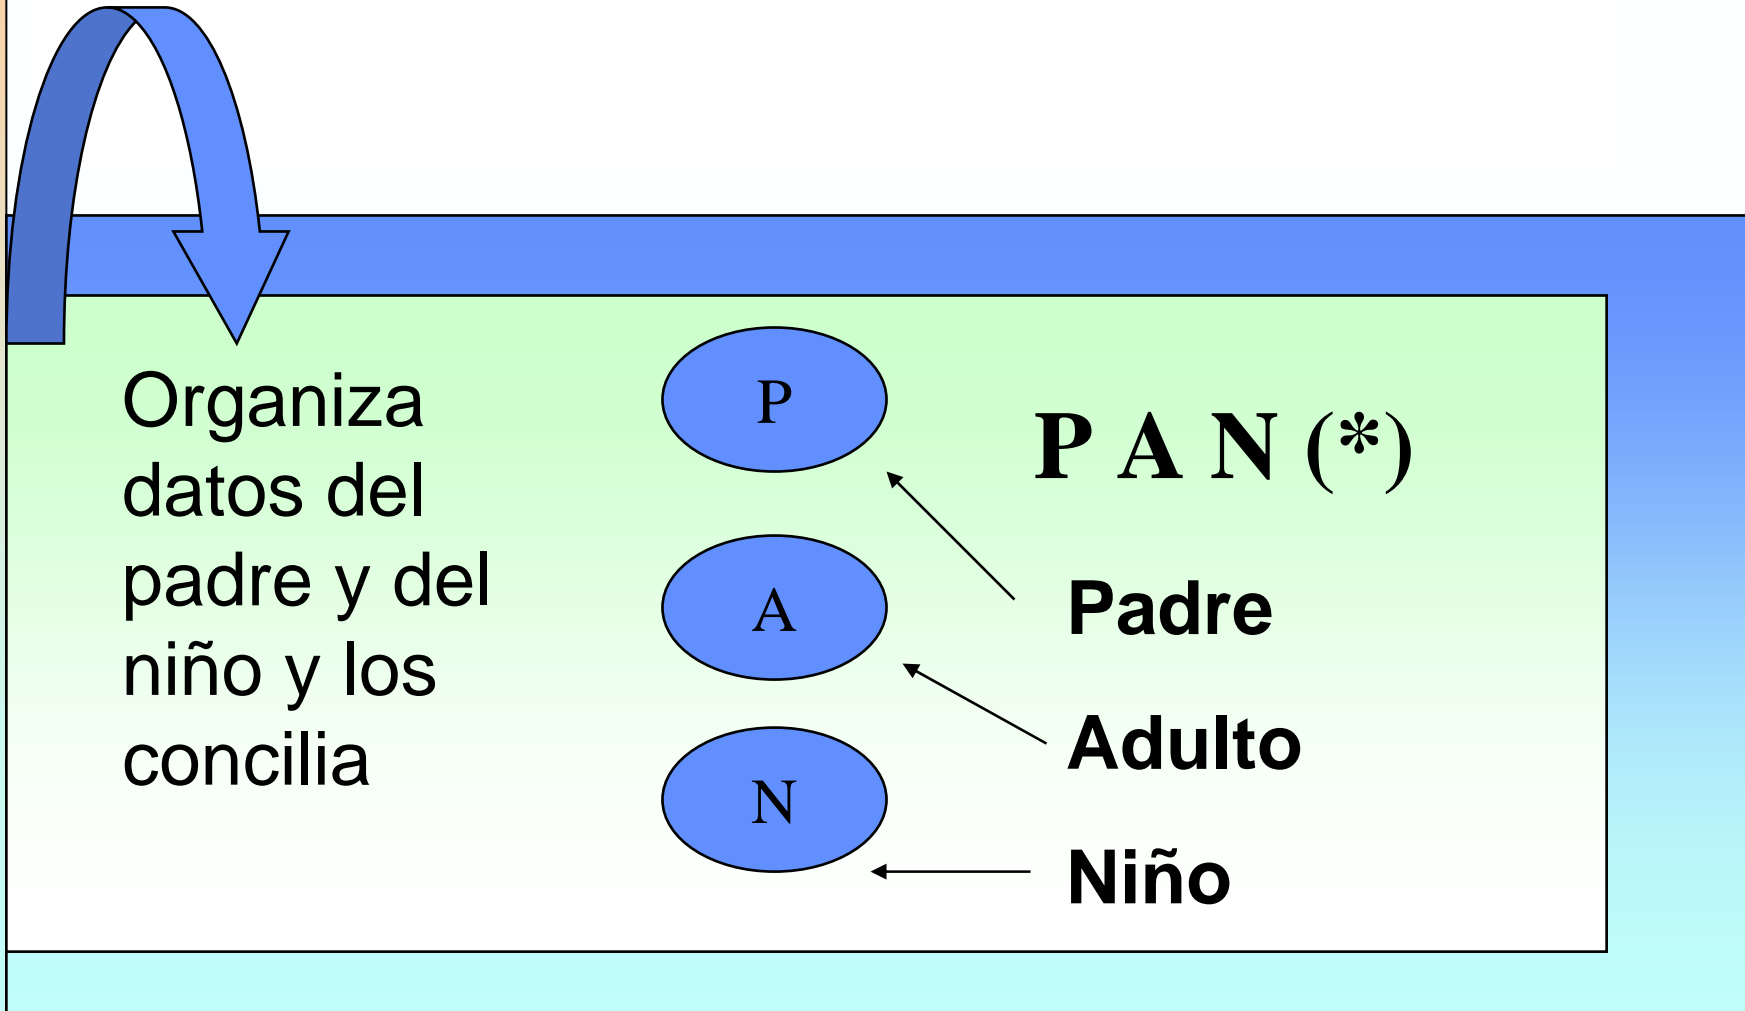 Organiza
datos del
padre y del
niño y los
concilia
P
A
N
P A N (*)
Padre
Adulto
Niño